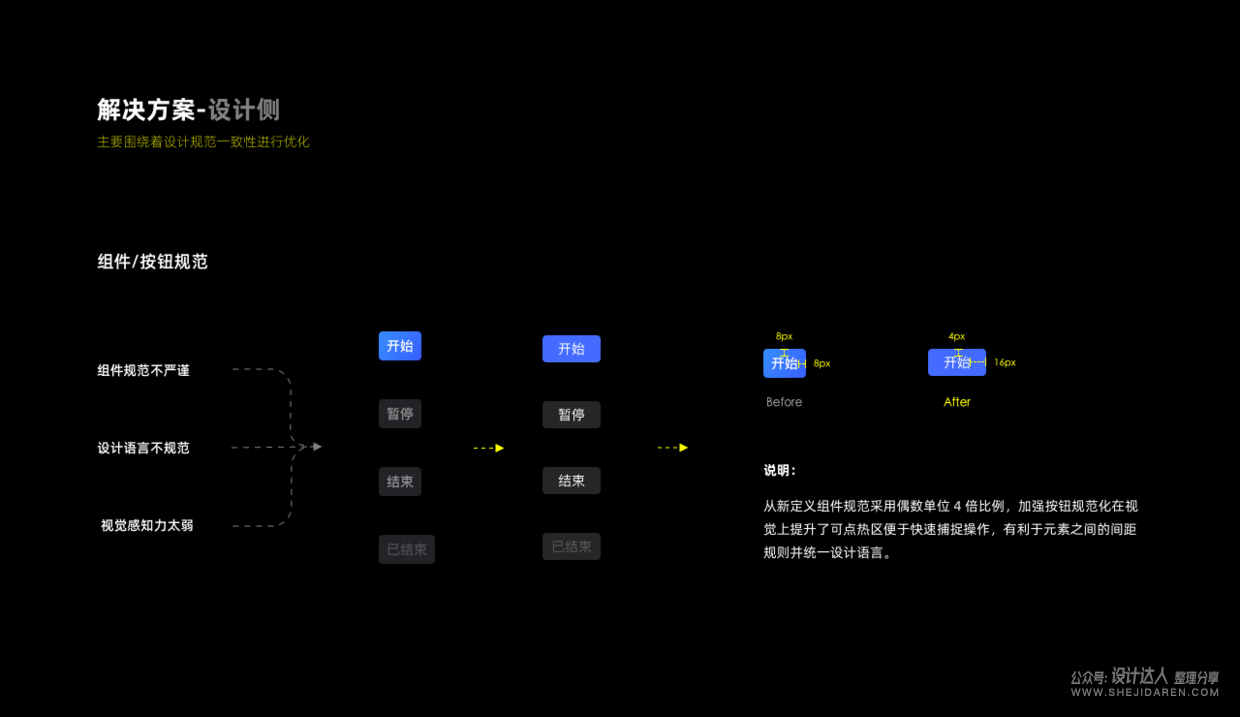 解决方案-设计侧
主要围绕着设计规范一致性进行优化
组件/按钮规范
组件规范不严谨
设计语言不规范
视觉感知力太弱
开始
暂停
结束
已结束
开始
暂停
结束
已结束
8px
开始
8px
Before
4px
开始
16px
After
说明：
从新定义组件规范采用偶数单位 4 倍比例，加强按钮规范化在视
觉上提升了可点热区便于快速捕捉操作，有利于元素之间的间距
规则并统一设计语言。
公众号: 设计达人 整理分享
WWW.SHEJIDAREN.COM